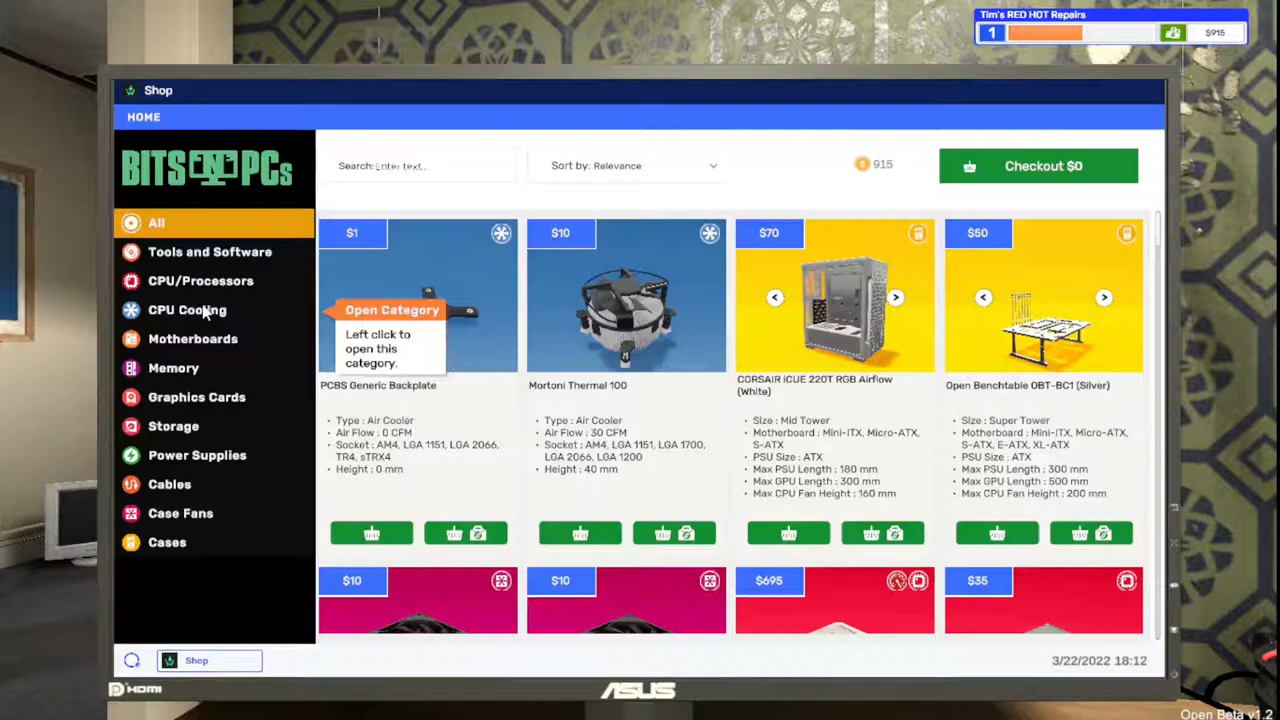 Tim's RED HOT Repairs
1
$915
Shop
HOME
BITS N PCs
Search: Enter text..
Sort by: Relevance
915
Checkout $0
All
Tools and Software
CPU/Processors
CPU Cooling
Motherboards
Memory
Graphics Cards
Storage
Power Supplies
Cables
Case Fans
Cases
$1
$10
$70
$50
Open Category
Left click to
open this
category.
PCBS Generic Backplate
• Type : Air Cooler
• Air Flow : 0 CFM
• Socket : AM4, LGA 1151, LGA 2066,
TR4, sTRX4
• Height : 0 mm
Mortoni Thermal 100
• Type : Air Cooler
• Air Flow : 30 CFM
• Socket : AM4, LGA 1151, LGA 1700,
LGA 2066, LGA 1200
• Height : 40 mm
CORSAIR iCUE 220T RGB Airflow
(White)
• Size : Mid Tower
• Motherboard : Mini-ITX, Micro-ATX,
S-ATX
• PSU Size : ATX
• Max PSU Length : 180 mm
• Max GPU Length : 300 mm
• Max CPU Fan Height : 160 mm
Open Benchtable OBT-BC1 (Silver)
• Size : Super Tower
• Motherboard : Mini-ITX, Micro-ATX,
S-ATX, E-ATX, XL-ATX
• PSU Size : ATX
• Max PSU Length : 300 mm
• Max GPU Length : 500 mm
• Max CPU Fan Height : 200 mm
$10
$10
$695
$35
Shop
3/22/2022 18:12
HDMI
ASUS
Open Beta v1.2